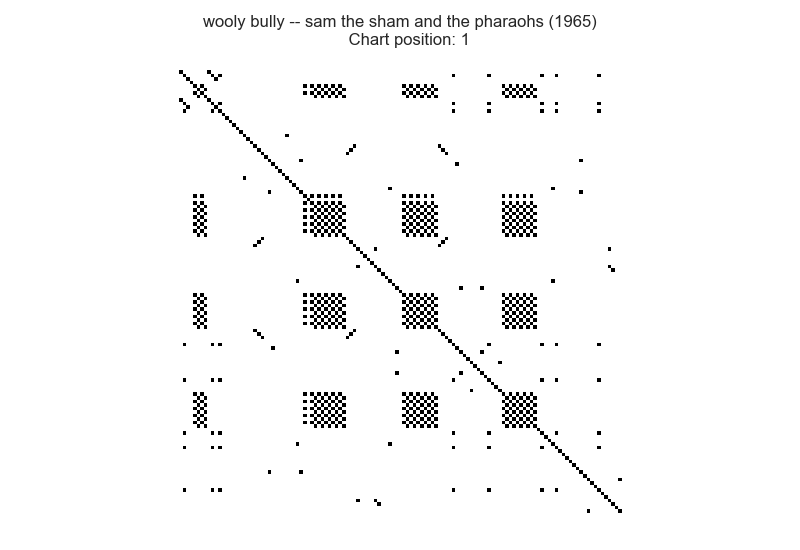 wooly bully -- sam the sham and the pharaohs (1965)
Chart position: 1